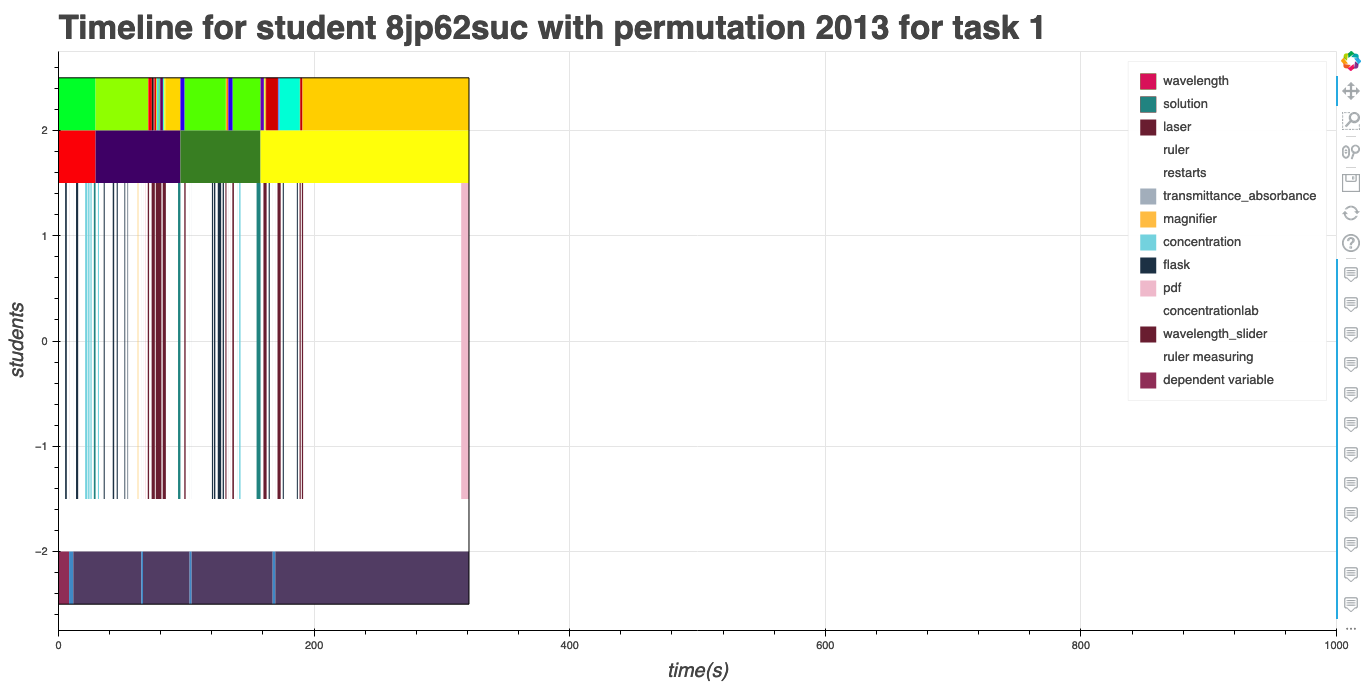 Timeline for student 8jp62suc with permutation 2013 for task 1
wavelength
solution
laser
ruler
restarts
transmittance_absorbance
magnifier
concentration
flask
pdf
concentrationlab
wavelength_slider
ruler measuring
dependent variable
students
2
1
0
−1
−2
0 200 400 600 800 1000
time(s)